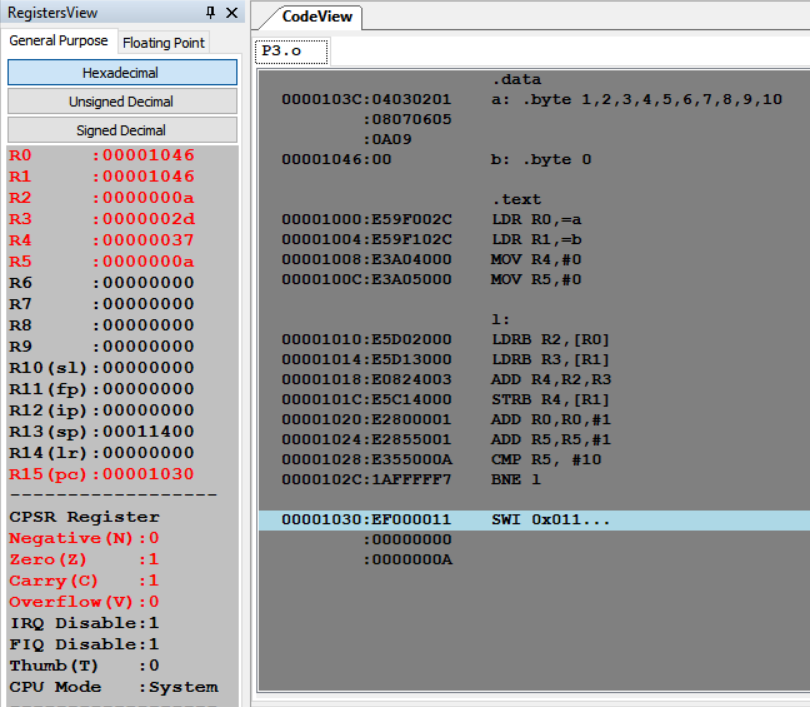 RegistersView
General Purpose
Floating Point
Hexadecimal
Unsigned Decimal
Signed Decimal
R0 :00001046
R1 :00001046
R2 :0000000a
R3 :0000002d
R4 :00000037
R5 :0000000a
R6 :00000000
R7 :00000000
R8 :00000000
R9 :00000000
R10(sl):00000000
R11(fp):00000000
R12(ip):00000000
R13(sp):00011400
R14(lr):00000000
R15(pc):00001030
------------------
CPSR Register
Negative(N):0
Zero(Z) :1
Carry(C) :1
Overflow(V):0
IRQ Disable:1
FIQ Disable:1
Thumb(T) :0
CPU Mode :System
------------------
CodeView
P3.o
.data
0000103C:04030201 a: .byte 1,2,3,4,5,6,7,8,9,10
:08070605
:0A09
00001046:00 b: .byte 0
.text
00001000:E59F002C LDR R0,=a
00001004:E59F102C LDR R1,=b
00001008:E3A04000 MOV R4,#0
0000100C:E3A05000 MOV R5,#0
l:
00001010:E5D02000 LDRB R2,[R0]
00001014:E5D13000 LDRB R3,[R1]
00001018:E0824003 ADD R4,R2,R3
0000101C:E5C14000 STRB R4,[R1]
00001020:E2800001 ADD R0,R0,#1
00001024:E2855001 ADD R5,R5,#1
00001028:E355000A CMP R5, #10
0000102C:1AFFFFF7 BNE l
00001030:EF000011 SWI 0x011...
:00000000
:0000000A